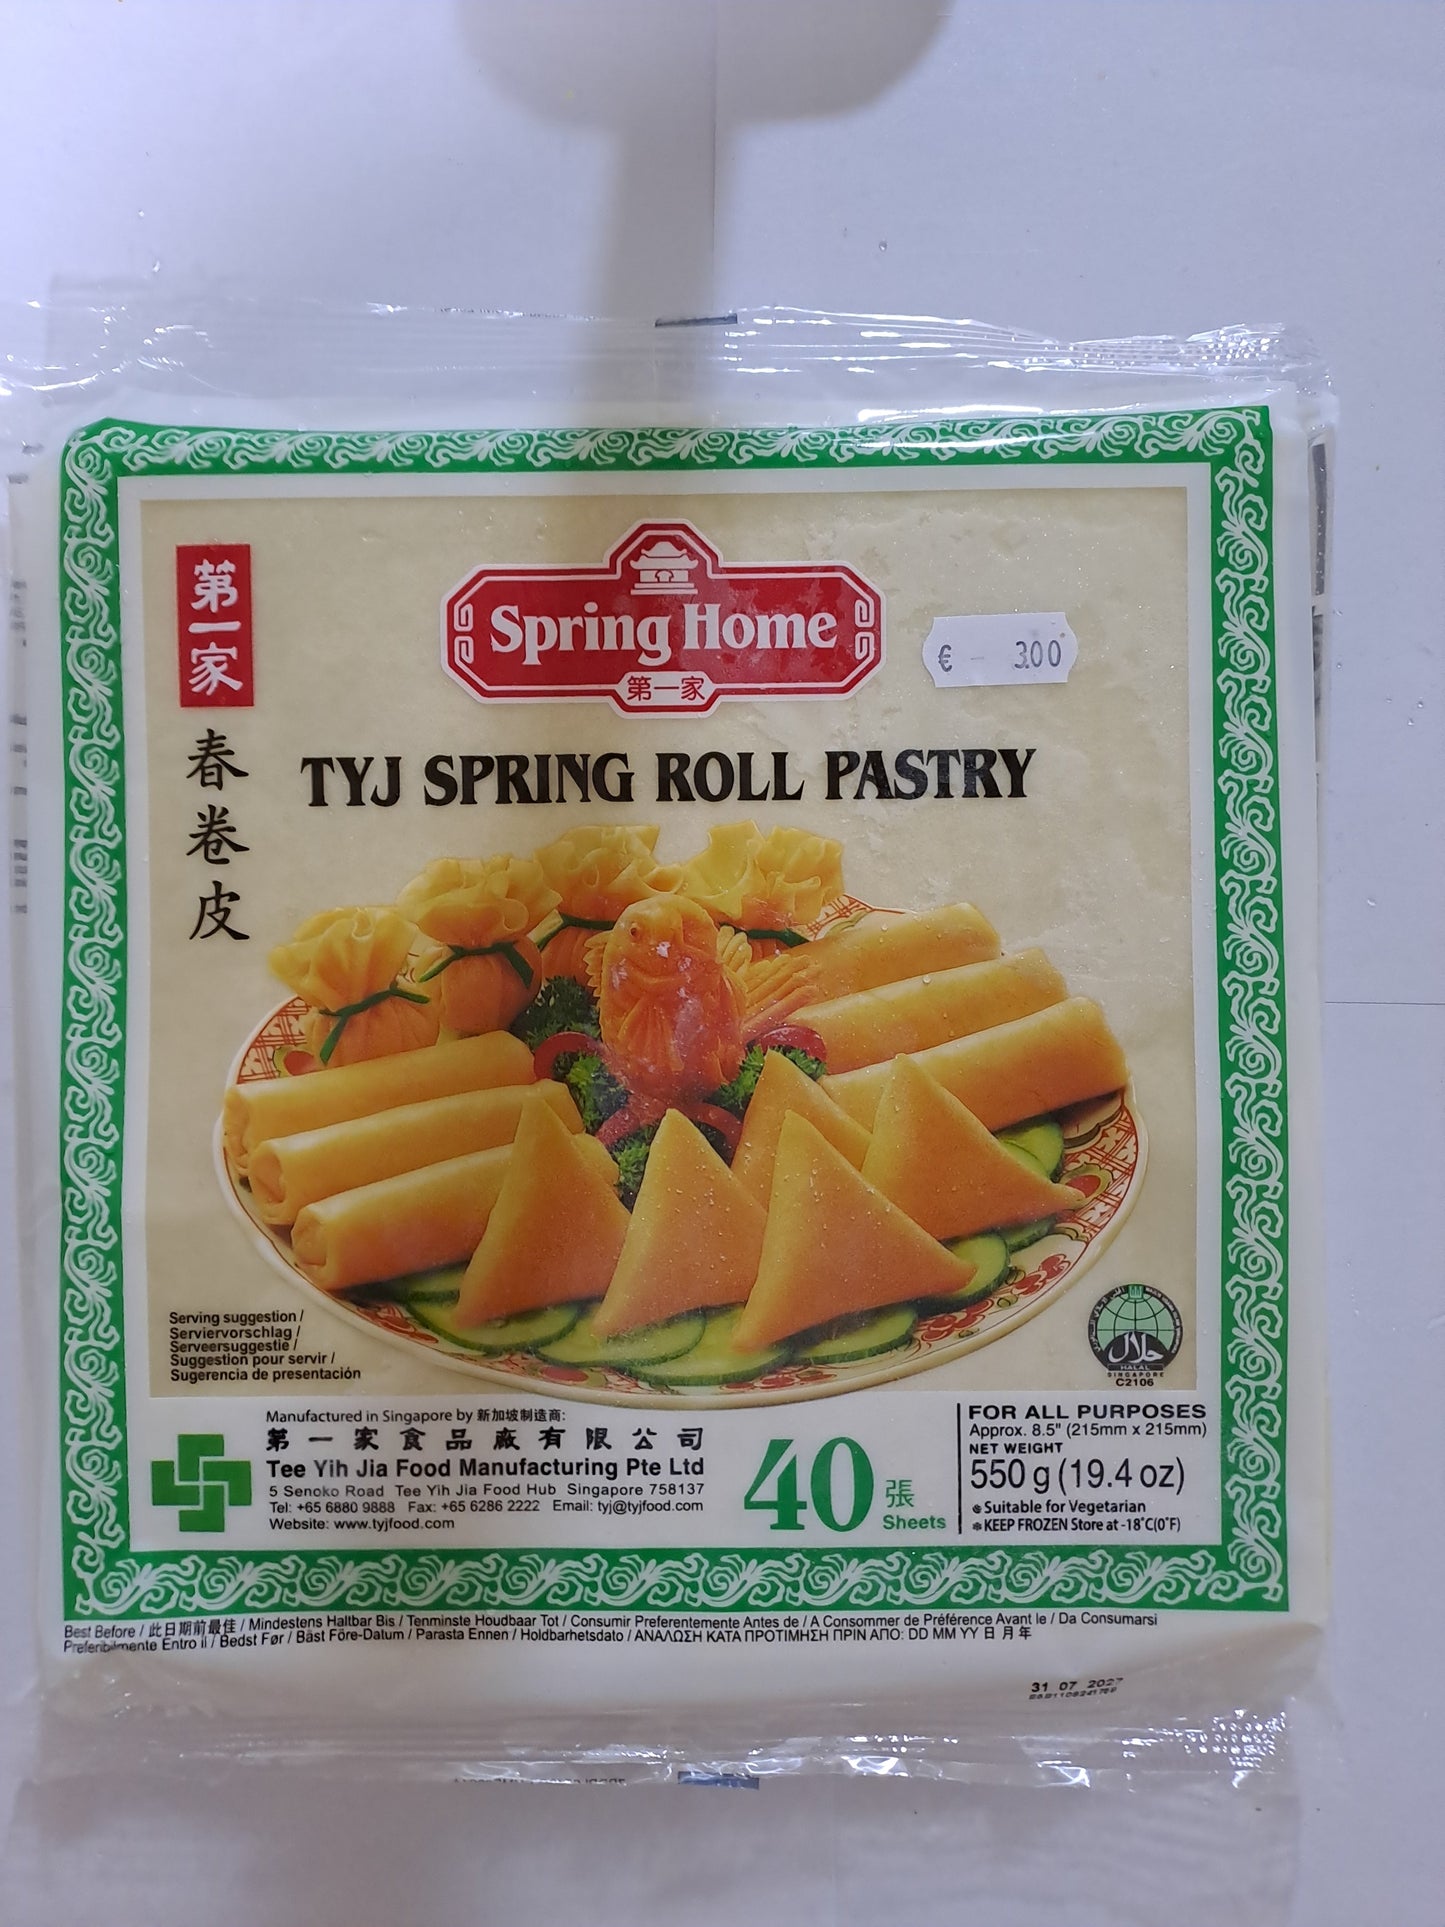 第一家
春卷皮
Spring Home
第一家
€ - 3.00
TYJ SPRING ROLL PASTRY
Serving suggestion /
Serviervorschlag /
Serveersuggestie /
Suggestion pour servir /
Sugerencia de presentación
HALAL
SINGAPORE
C2106
Manufactured in Singapore by 新加坡制造商:
第一家食品廠有限公司
Tee Yih Jia Food Manufacturing Pte Ltd
5 Senoko Road Tee Yih Jia Food Hub Singapore 758137
Tel: +65 6880 9888 Fax: +65 6286 2222 Email: tyj@tyjfood.com
Website: www.tyjfood.com
40 張
Sheets
FOR ALL PURPOSES
Approx. 8.5" (215mm x 215mm)
NET WEIGHT
550 g (19.4 oz)
Suitable for Vegetarian
KEEP FROZEN Store at -18°C(0°F)
Best Before / 此日期前最佳 / Mindestens Haltbar Bis / Tenminste Houdbaar Tot / Consumir Preferentemente Antes de / A Consommer de Préférence Avant le / Da Consumarsi
Preferibilmente Entro il / Bedst Før / Bäst Före-Datum / Parasta Ennen / Holdbarhetsdato / ΑΝΑΛΩΣΗ ΚΑΤΑ ΠΡΟΤΙΜΗΣΗ ΠΡΙΝ ΑΠΟ: DD MM YY 日 月 年
31 07 2027